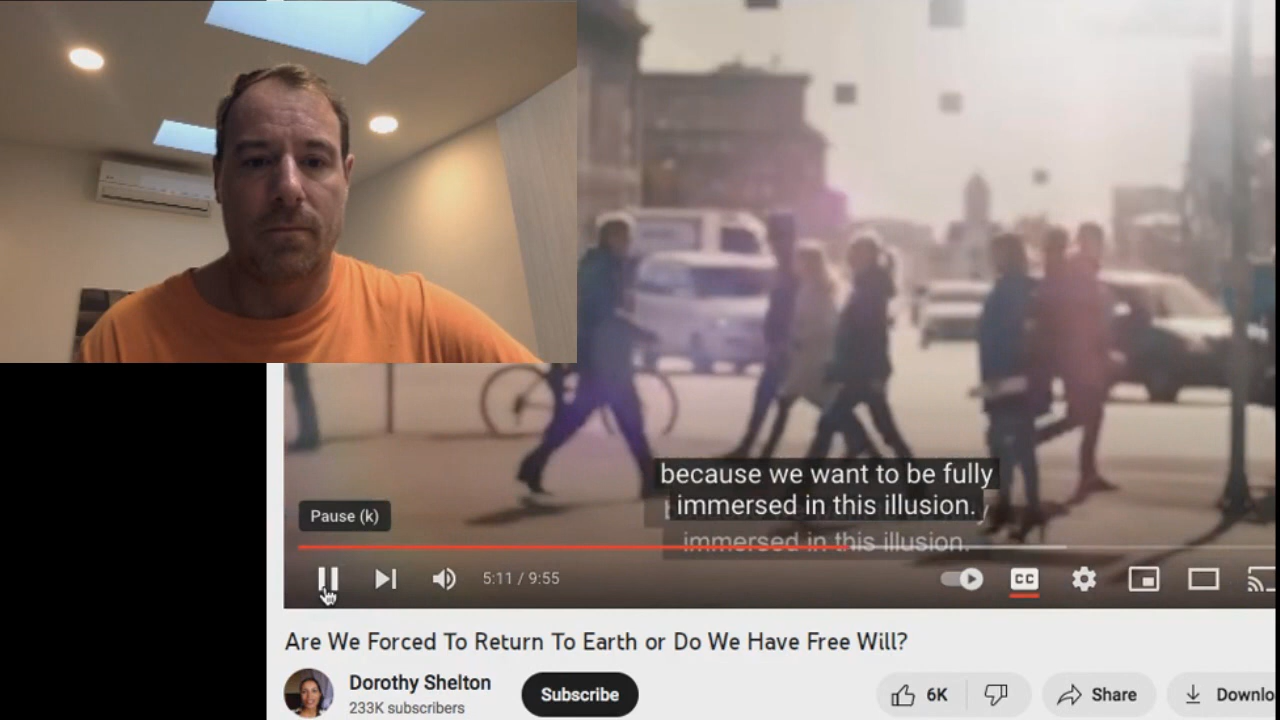 because we want to be fully
immersed in this illusion.
immersed in this illusion.
Pause (k)
5:11 / 9:55
CC
Are We Forced To Return To Earth or Do We Have Free Will?
Dorothy Shelton
233K subscribers
Subscribe
6K
Share
Downlo